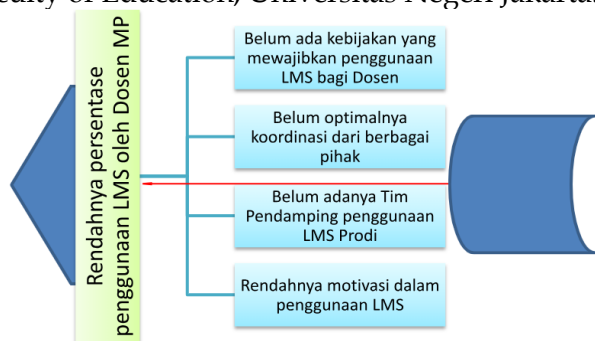 culty of Education, Universitas Negeri Jakarta
Rendahnya persentase
penggunaan LMS oleh Dosen MP
Belum ada kebijakan yang
mewajibkan penggunaan
LMS bagi Dosen
Belum optimalnya
koordinasi dari berbagai
pihak
Belum adanya Tim
Pendamping penggunaan
LMS Prodi
Rendahnya motivasi dalam
penggunaan LMS